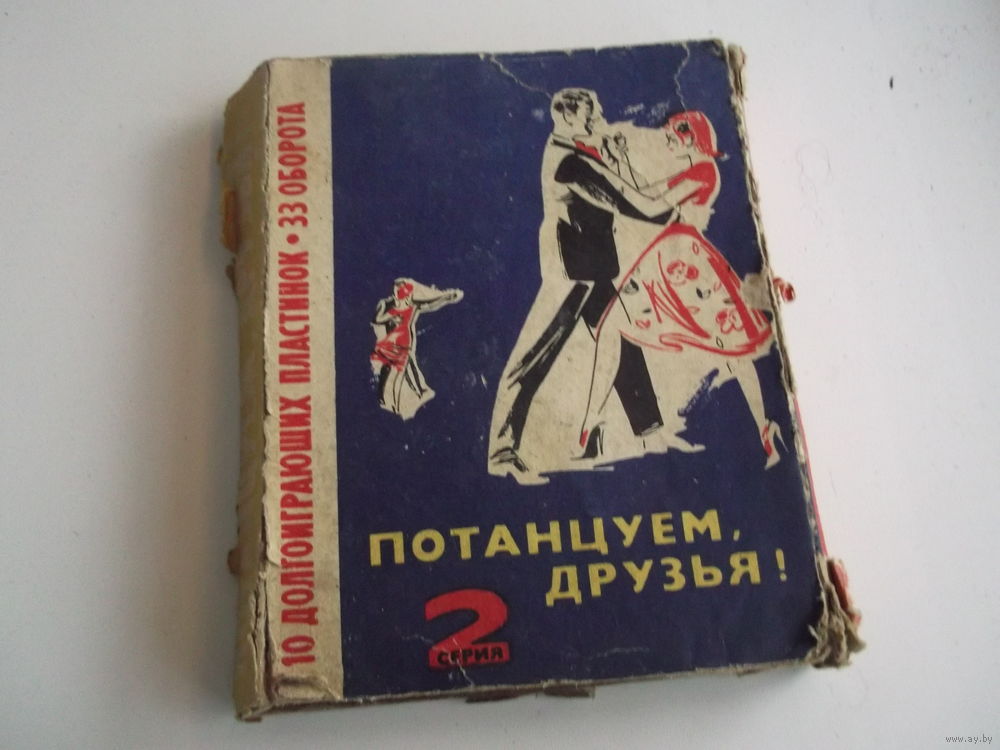 10 ДОЛГОИГРАЮЩИХ ПЛАСТИНОК • 33 ОБОРОТА
ПОТАНЦУЕМ,
ДРУЗЬЯ!
2
СЕРИЯ
www.ay.by